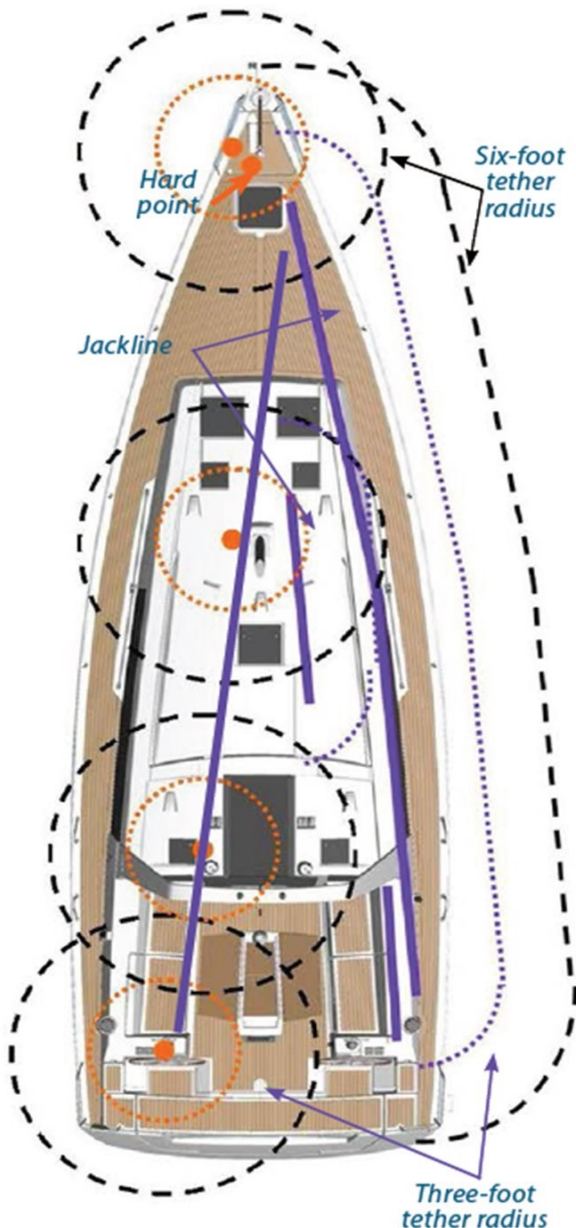 Six-foot
tether
radius
Hard
point
Jackline
Three-foot
tether radius